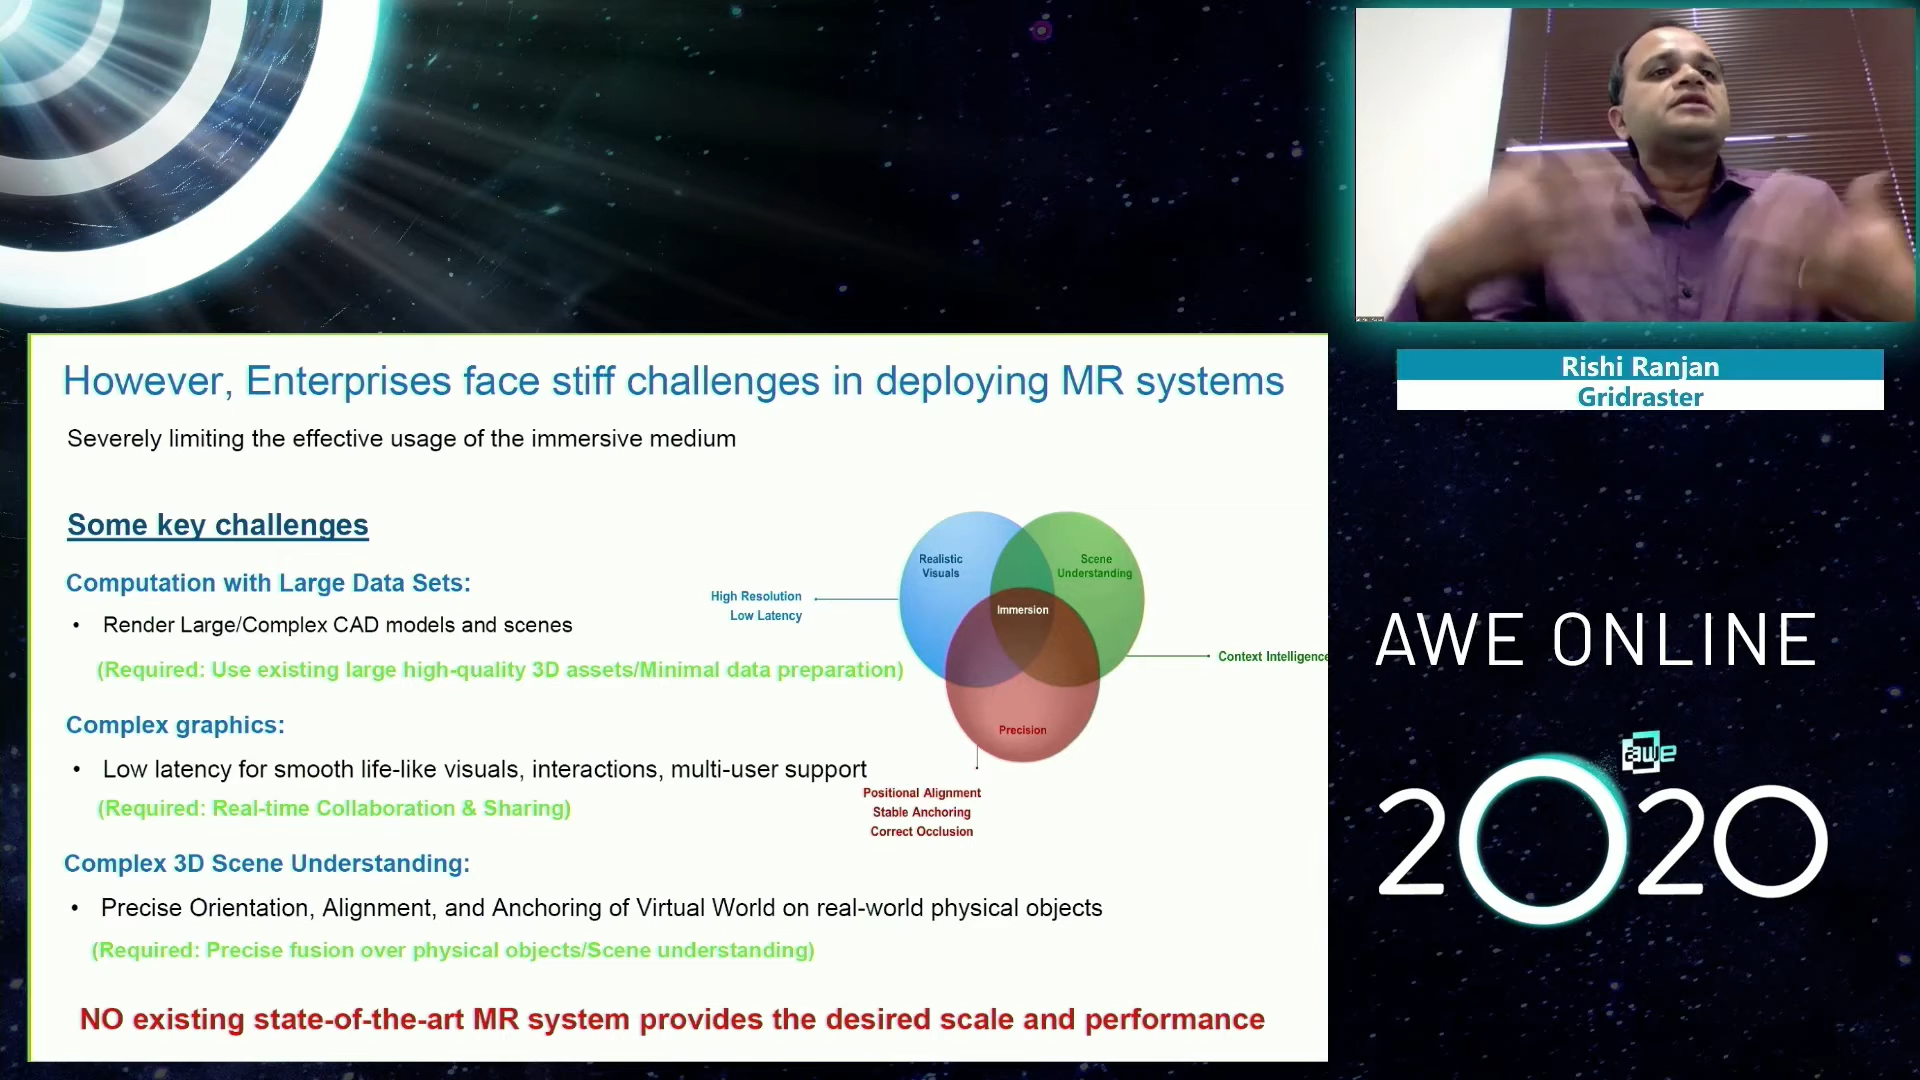 Rishi Ranjan
Gridraster
However, Enterprises face stiff challenges in deploying MR systems
Severely limiting the effective usage of the immersive medium
Some key challenges
Computation with Large Data Sets:
• Render Large/Complex CAD models and scenes
(Required: Use existing large high-quality 3D assets/Minimal data preparation)
Complex graphics:
• Low latency for smooth life-like visuals, interactions, multi-user support
(Required: Real-time Collaboration & Sharing)
Complex 3D Scene Understanding:
• Precise Orientation, Alignment, and Anchoring of Virtual World on real-world physical objects
(Required: Precise fusion over physical objects/Scene understanding)
NO existing state-of-the-art MR system provides the desired scale and performance
Realistic
Visuals
Scene
Understanding
Immersion
Precision
High Resolution
Low Latency
Context Intelligence
Positional Alignment
Stable Anchoring
Correct Occlusion
AWE ONLINE
awe
2020